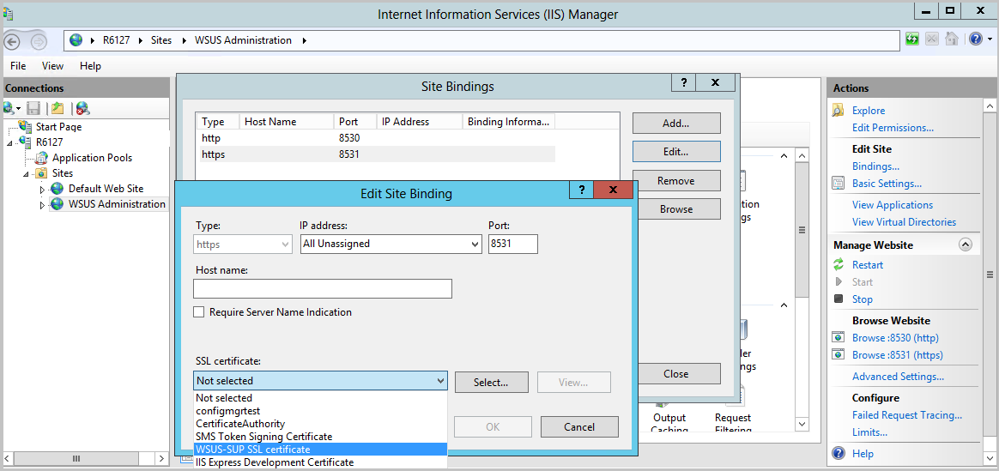 Internet Information Services (IIS) Manager
R6127 Sites WSUS Administration
File View Help
Connections
Start Page
R6127
Application Pools
Sites
Default Web Site
WSUS Administration
Site Bindings
?
Type Host Name Port IP Address Binding Informa...
http 8530
https 8531
Add...
Edit...
Remove
Browse
Close
Edit Site Binding
?
Type: IP address: Port:
https All Unassigned 8531
Host name:
Require Server Name Indication
SSL certificate:
Not selected
Select... View...
Not selected
configmgrtest
CertificateAuthority
SMS Token Signing Certificate
WSUS-SUP SSL certificate
IIS Express Development Certificate
OK Cancel
Output
Request
Filtering
Actions
Explore
Edit Permissions...
Edit Site
Bindings...
Basic Settings...
View Applications
View Virtual Directories
Manage Website
Restart
Start
Stop
Browse Website
Browse :8530 (http)
Browse :8531 (https)
Advanced Settings...
Configure
Failed Request Tracing...
Limits...
Help